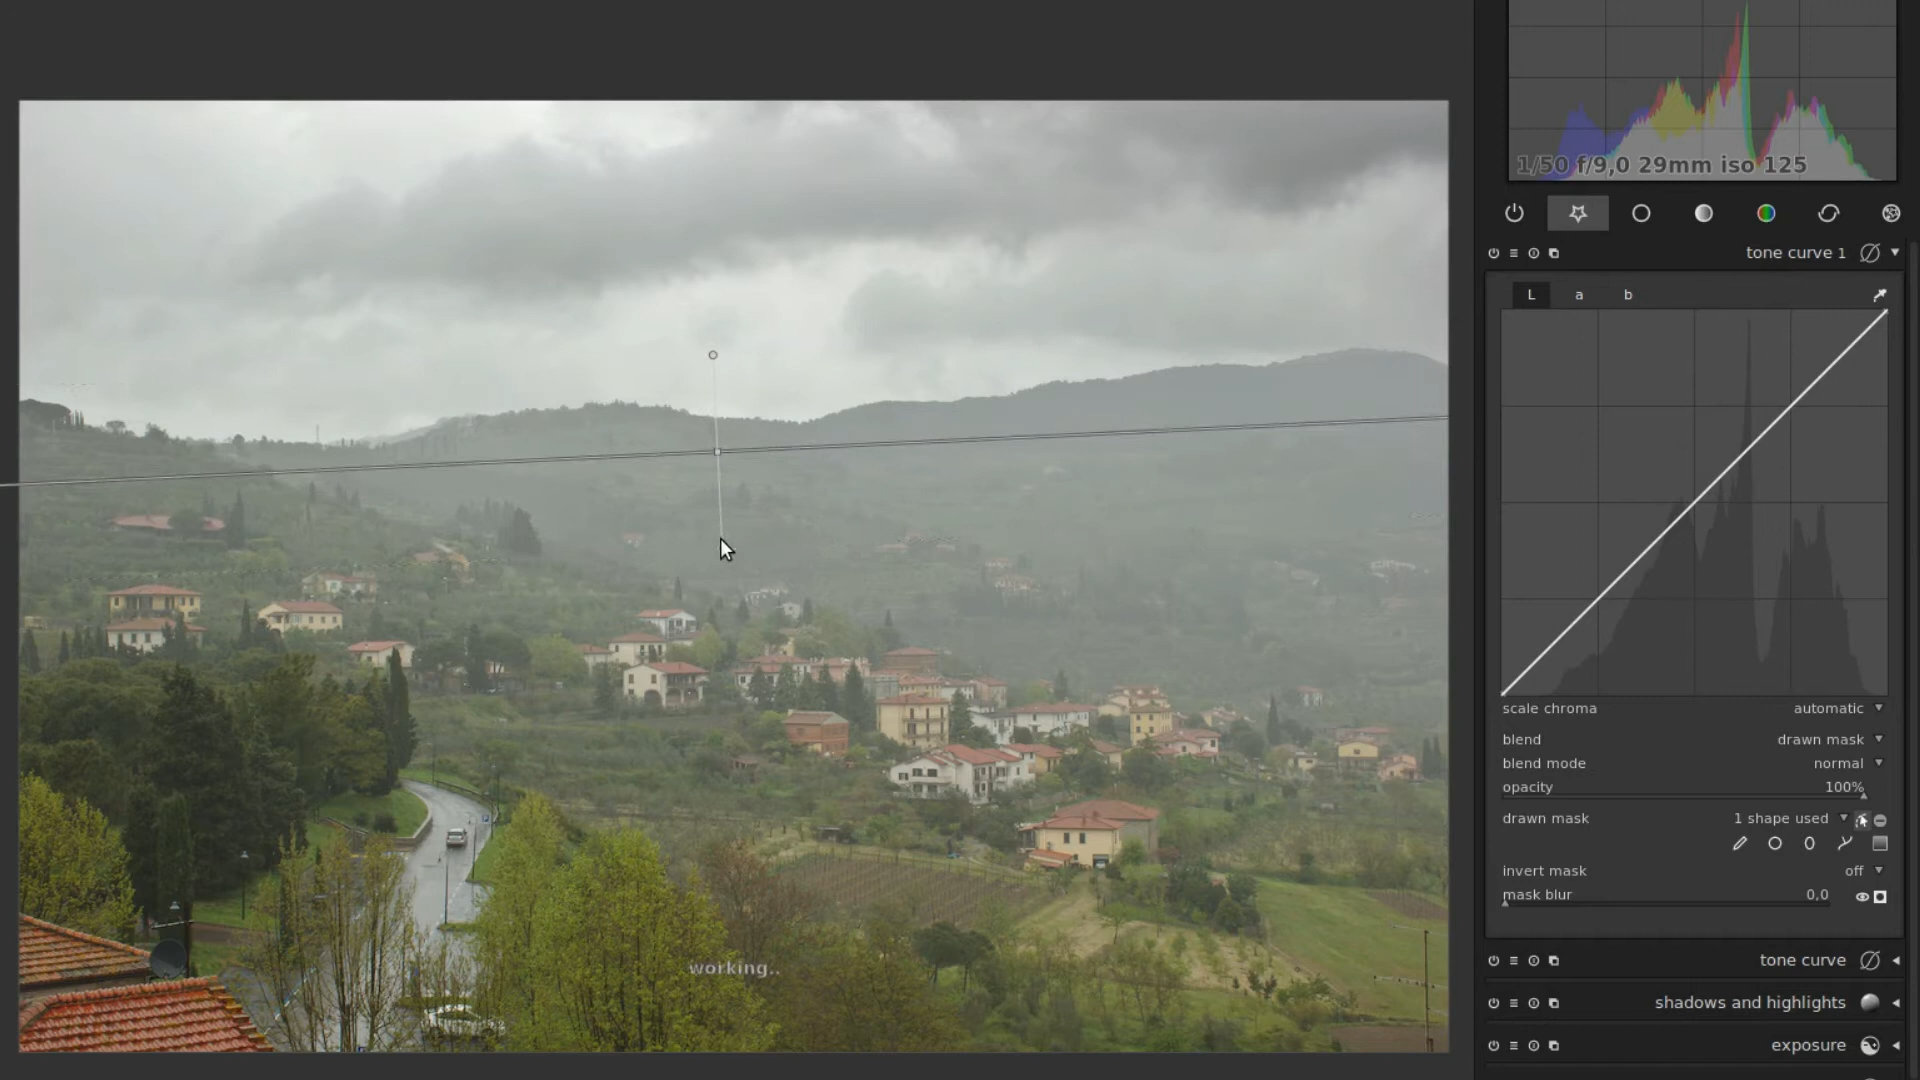 1/50 f/9,0 29mm iso 125
tone curve 1
L a b
scale chroma automatic
blend drawn mask
blend mode normal
opacity 100%
drawn mask 1 shape used
invert mask off
mask blur 0,0
working..
tone curve
shadows and highlights
exposure